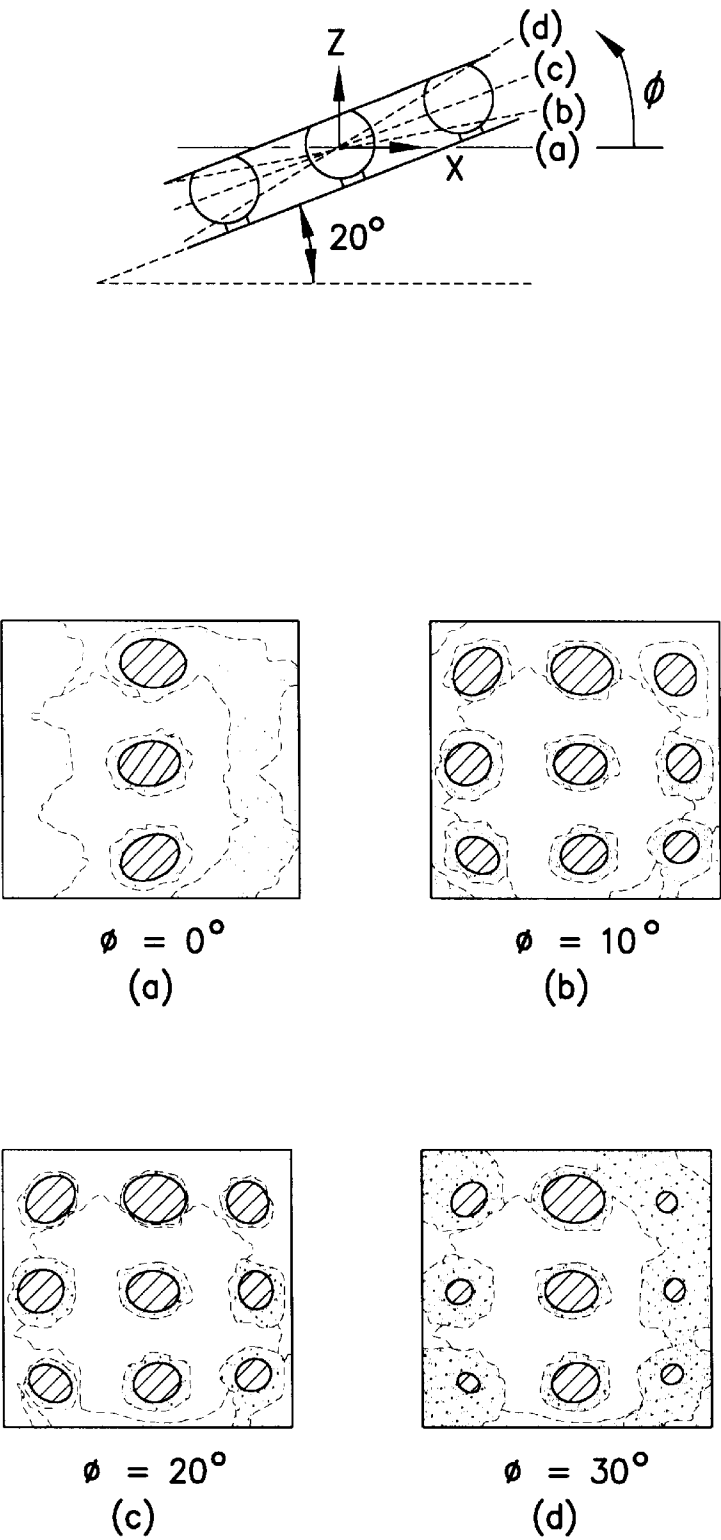 (d)
Z
(c)
ø
(b)
(a)
X
20°
ø = 0°
(a)
ø = 10°
(b)
ø = 20°
(c)
ø = 30°
(d)